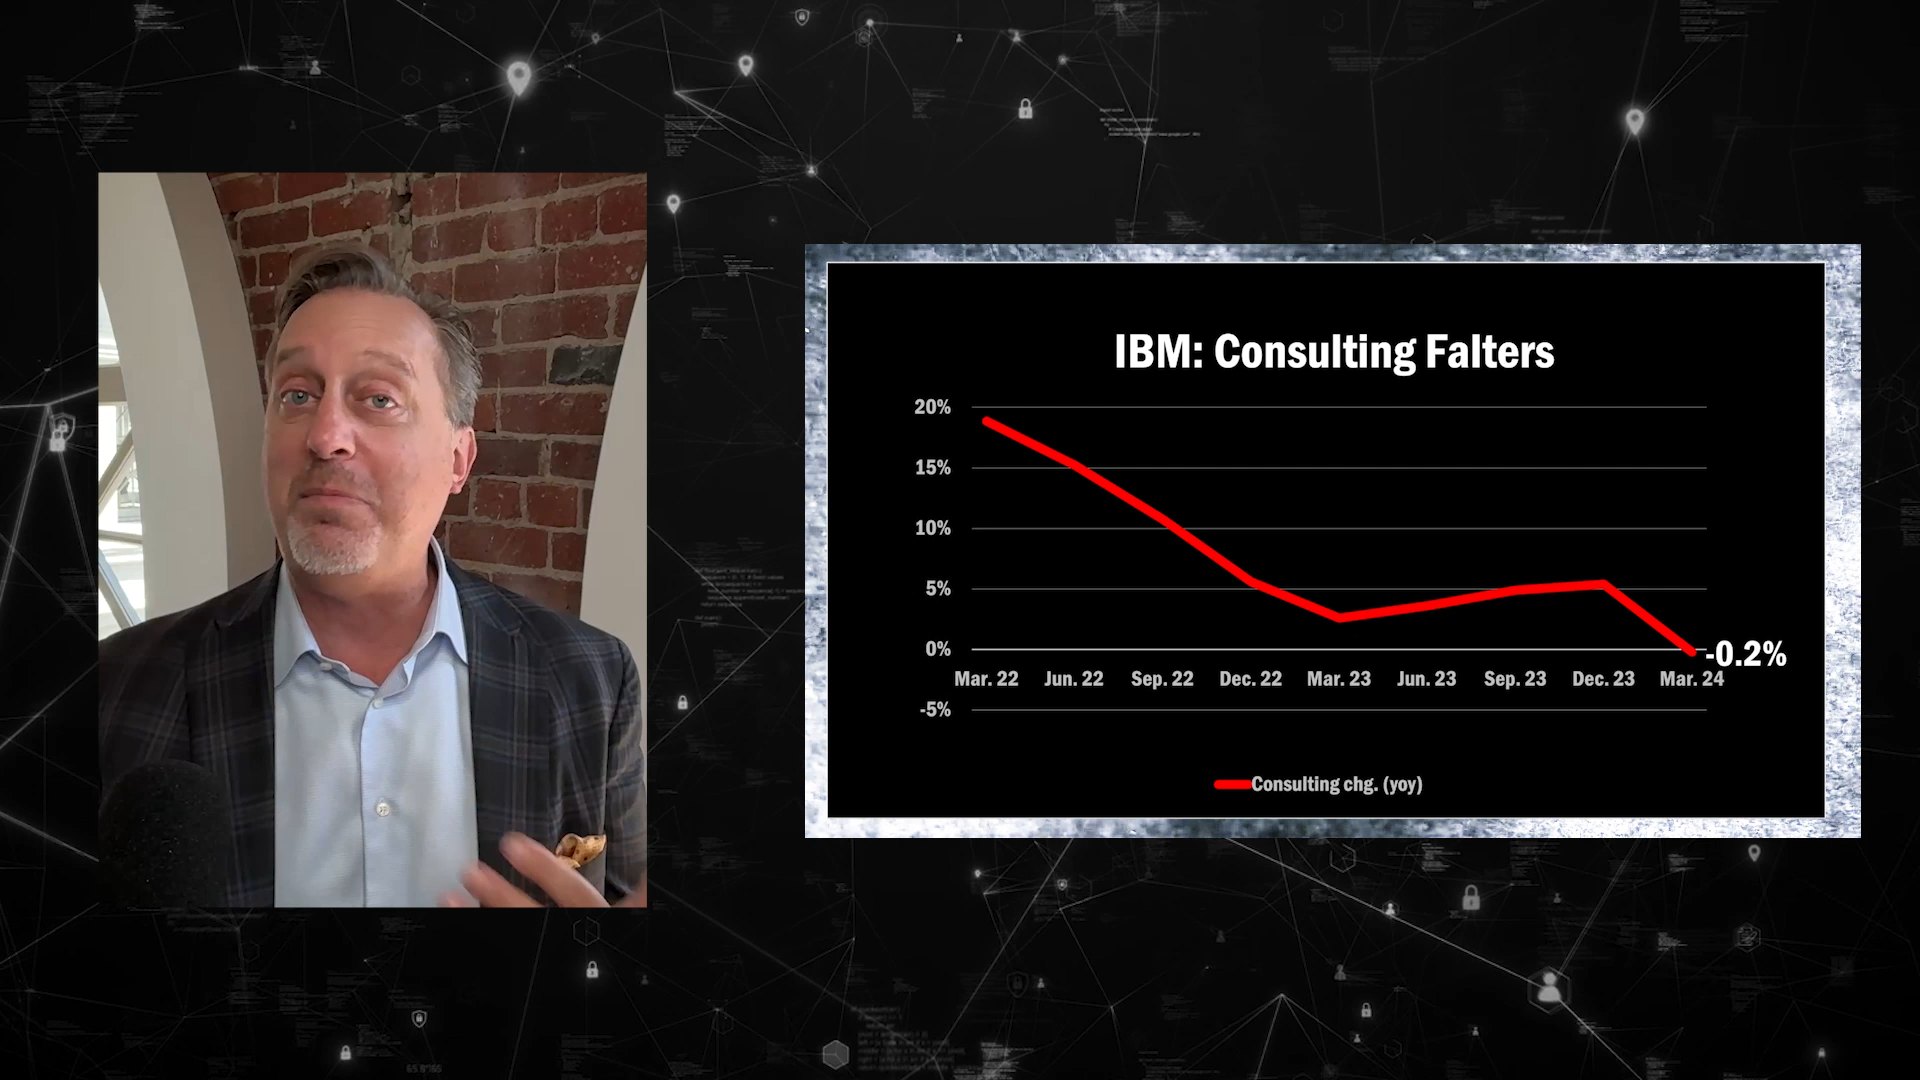 IBM: Consulting Falters
20%
15%
10%
5%
0%
-0.2%
Mar. 22 Jun. 22 Sep. 22 Dec. 22 Mar. 23 Jun. 23 Sep. 23 Dec. 23 Mar. 24
-5%
Consulting chg. (yoy)